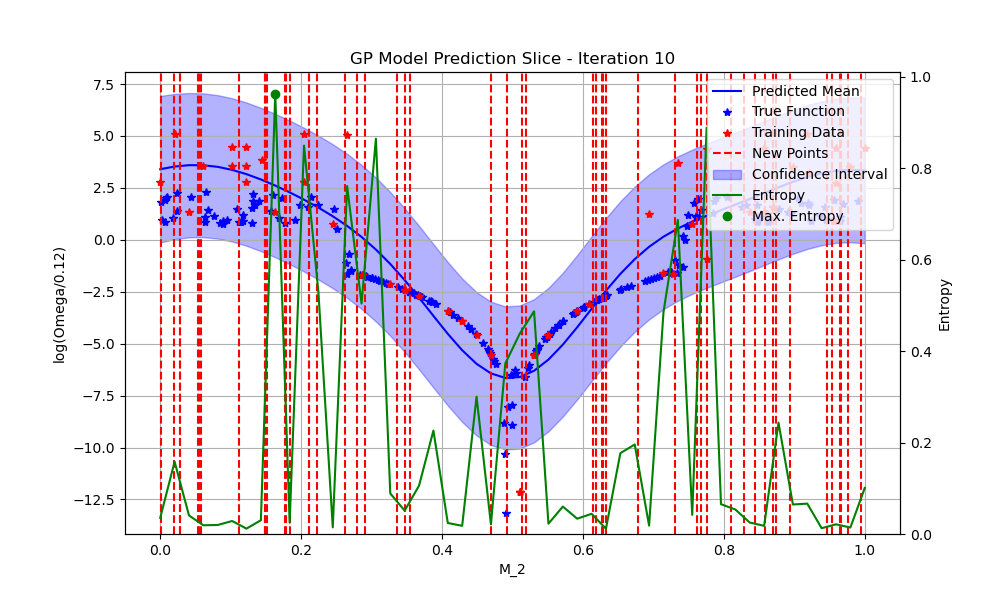 GP Model Prediction Slice - Iteration 10
Predicted Mean
True Function
Training Data
New Points
Confidence Interval
Entropy
Max. Entropy
7.5
5.0
2.5
0.0
−2.5
−5.0
−7.5
−10.0
−12.5
log(Omega/0.12)
1.0
0.8
0.6
0.4
0.2
0.0
Entropy
0.0
0.2
0.4
0.6
0.8
1.0
M_2